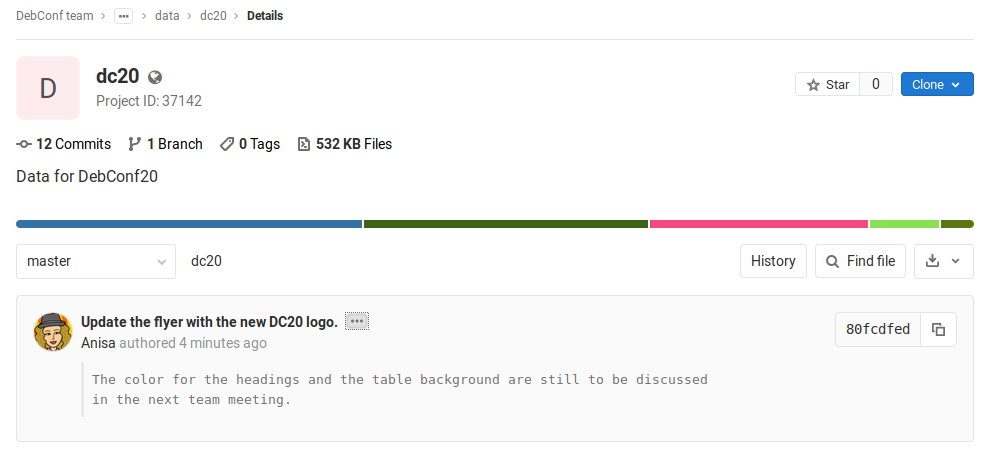 DebConf team > ... > data > dc20 > Details
D
dc20
Project ID: 37142
Star 0
Clone
12 Commits 1 Branch 0 Tags 532 KB Files
Data for DebConf20
master
dc20
History
Find file
Update the flyer with the new DC20 logo. ...
Anisa authored 4 minutes ago
80fcdfed
The color for the headings and the table background are still to be discussed
in the next team meeting.